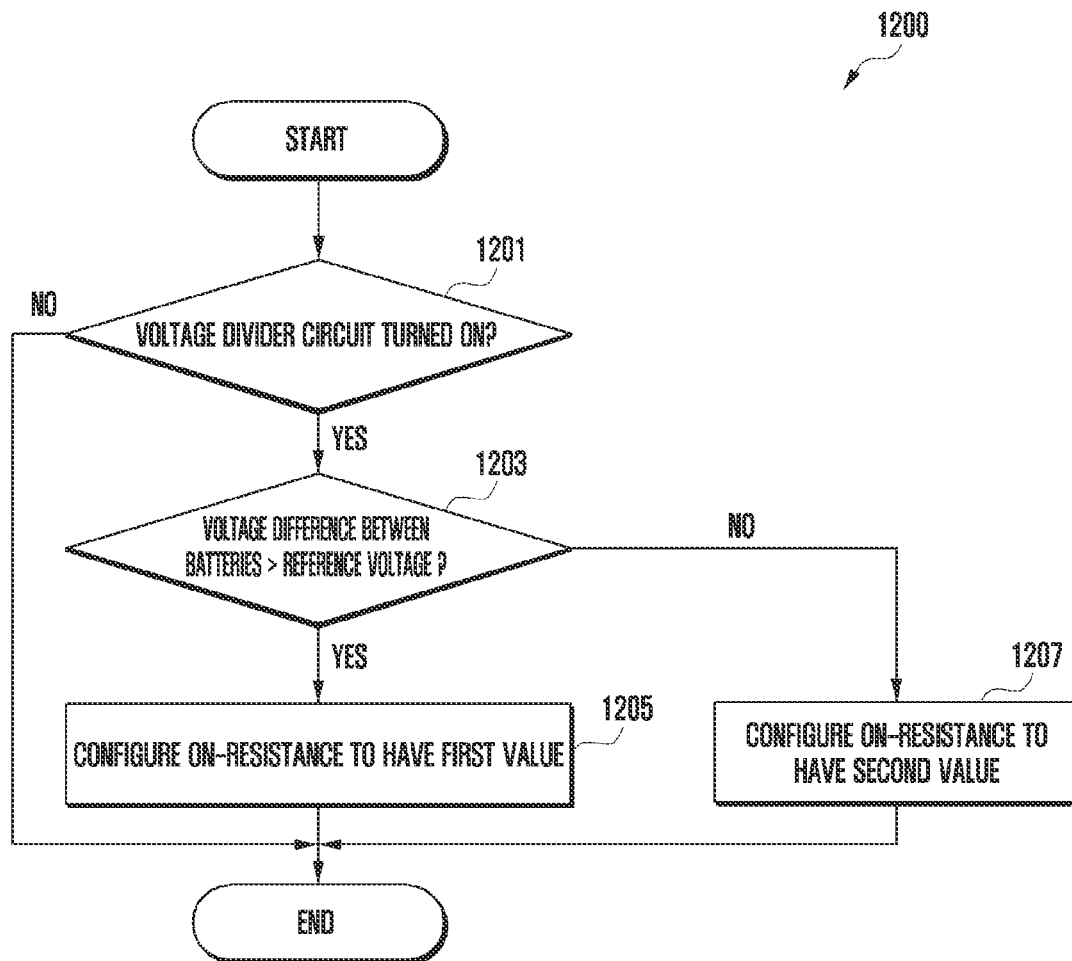 1200
START
1201
NO
VOLTAGE DIVIDER CIRCUIT TURNED ON?
YES
1203
VOLTAGE DIFFERENCE BETWEEN
BATTERIES > REFERENCE VOLTAGE ?
NO
YES
1205
1207
CONFIGURE ON-RESISTANCE TO HAVE FIRST VALUE
CONFIGURE ON-RESISTANCE TO
HAVE SECOND VALUE
END